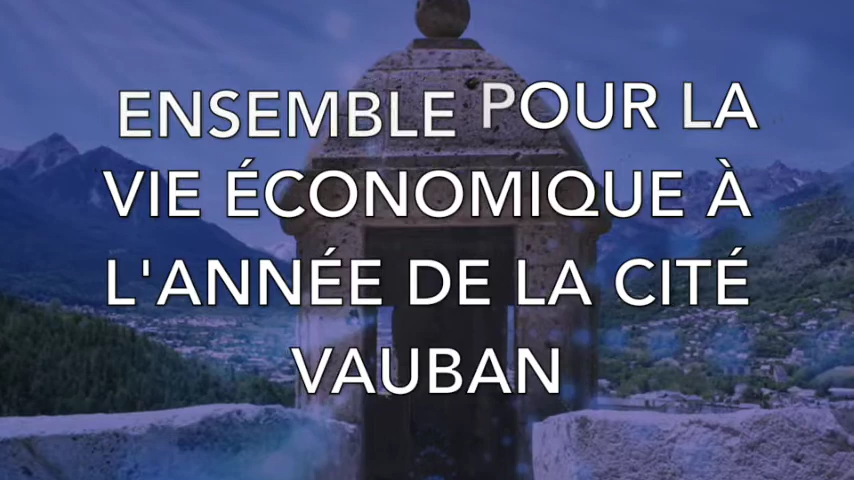 ENSEMBLE POUR LA
VIE ÉCONOMIQUE À
L'ANNÉE DE LA CITÉ
VAUBAN